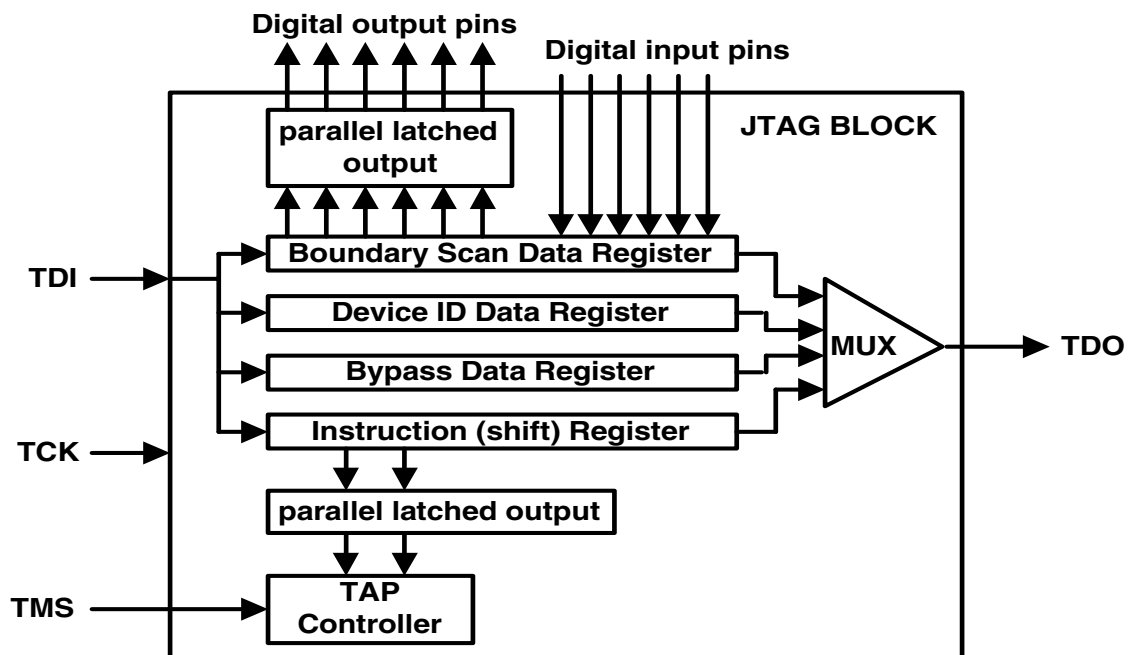 Digital output pins
Digital input pins
JTAG BLOCK
parallel latched
output
Boundary Scan Data Register
TDI
Device ID Data Register
MUX
TDO
Bypass Data Register
Instruction (shift) Register
TCK
parallel latched output
TAP
Controller
TMS